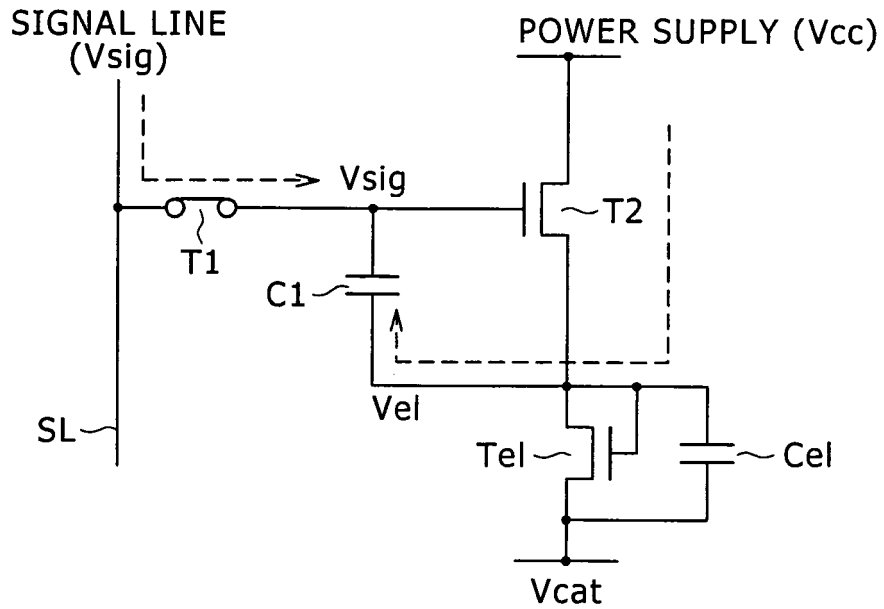 SIGNAL LINE
(Vsig)
POWER SUPPLY (Vcc)
Vsig
T1
T2
C1
Vel
SL
Tel
Cel
Vcat